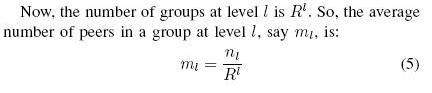 Now, the number of groups at level l is R^l. So, the average
number of peers in a group at level l, say m_l, is:
m_l = n_l / R^l (5)